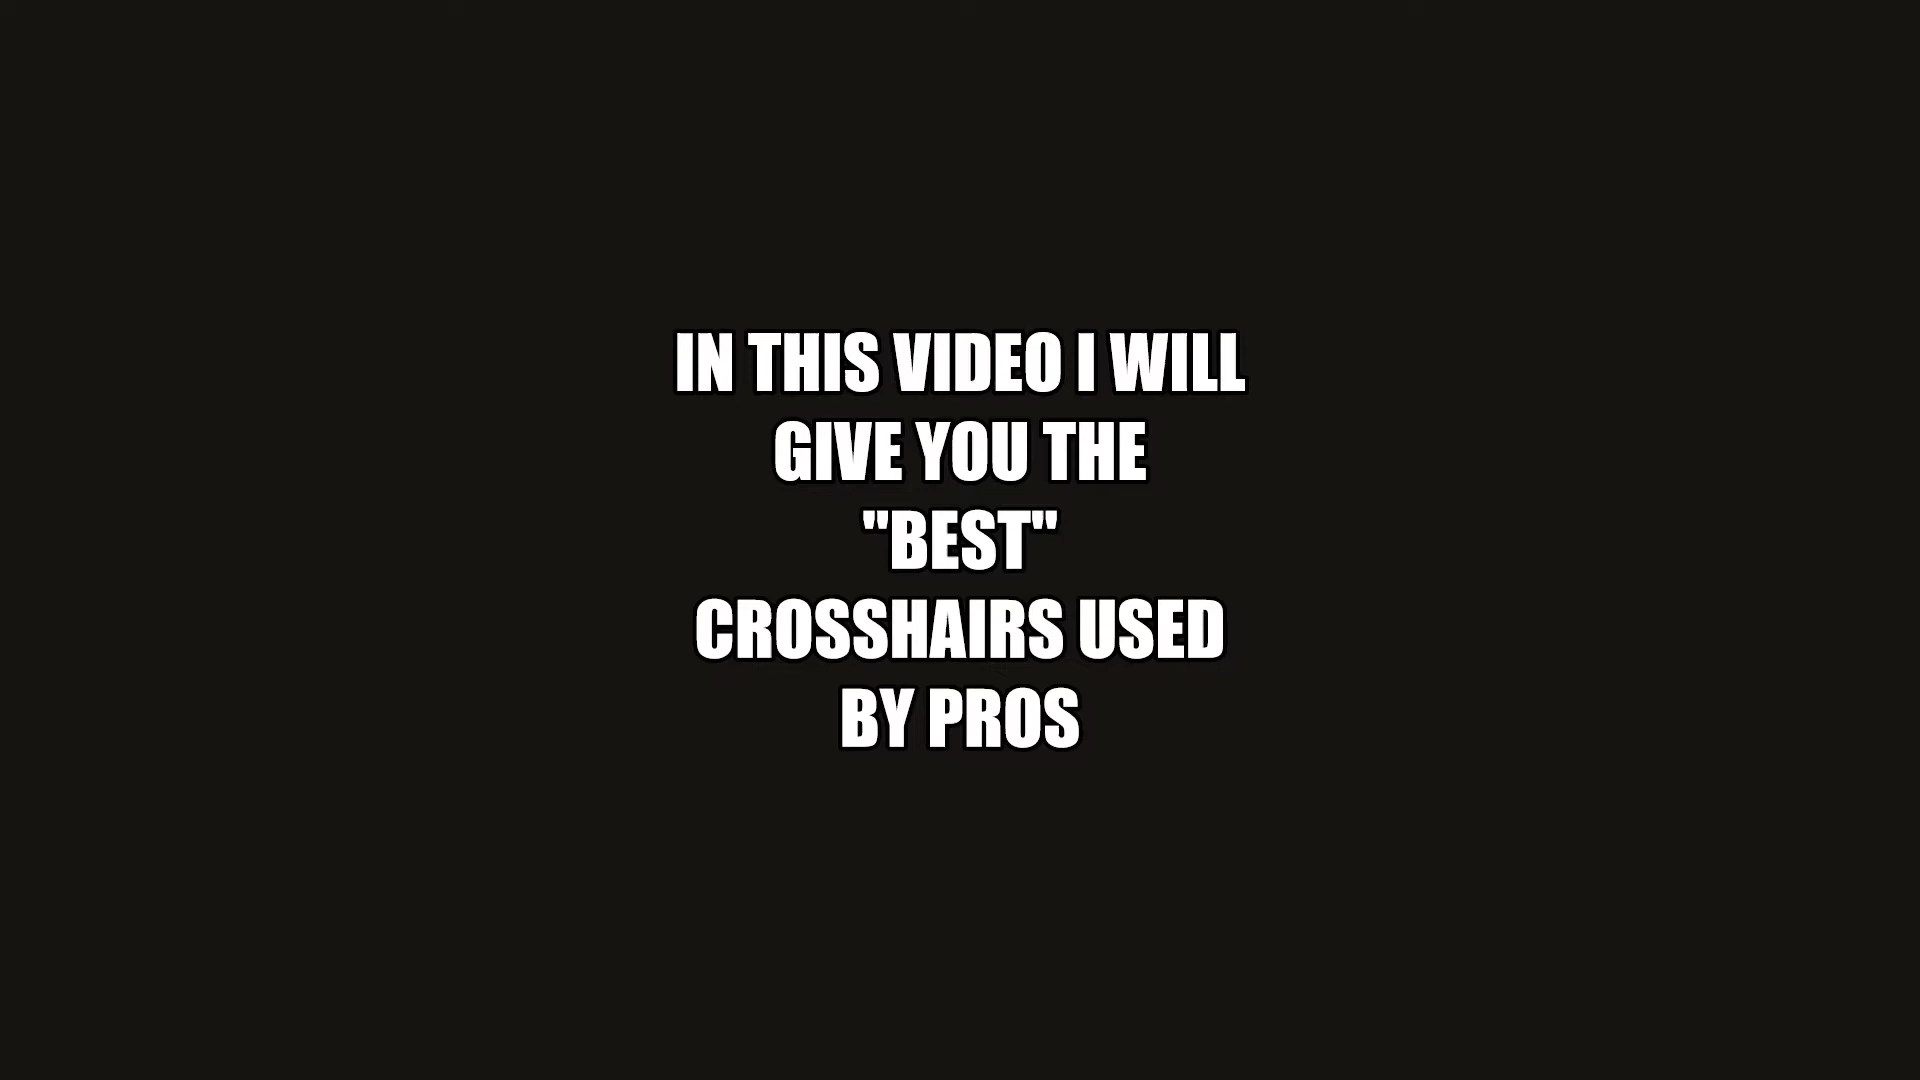 IN THIS VIDEO I WILL
GIVE YOU THE
"BEST"
CROSSHAIRS USED
BY PROS